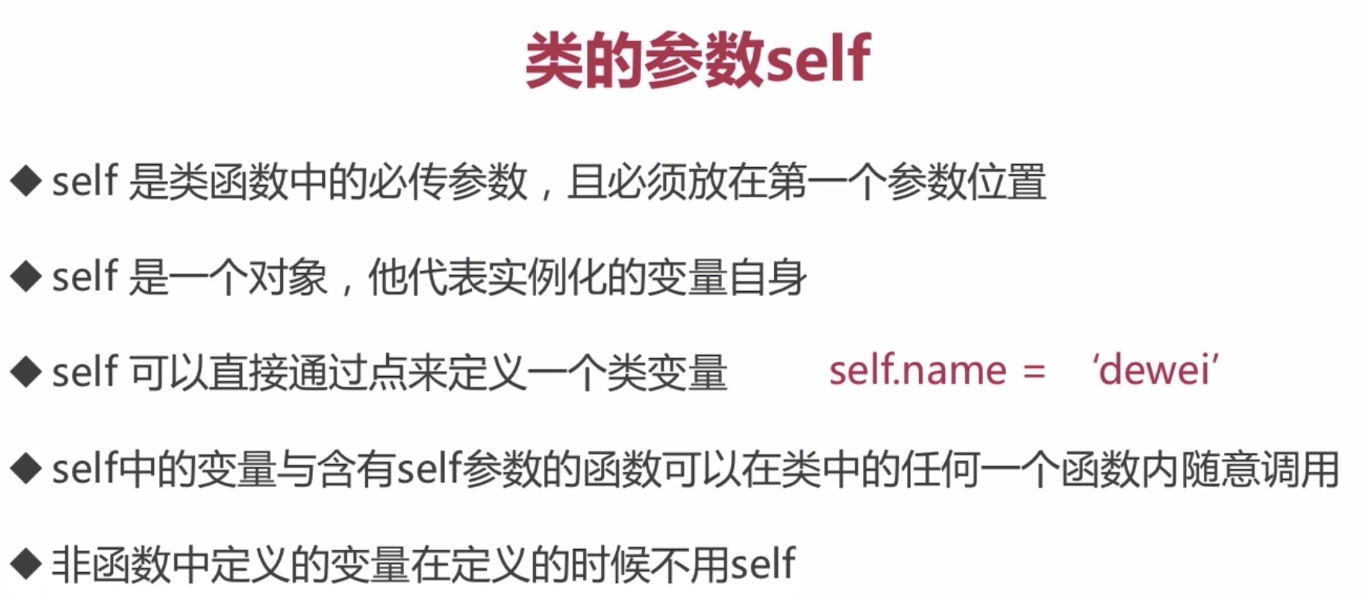 类的参数self
◆ self 是类函数中的必传参数，且必须放在第一个参数位置
◆ self 是一个对象，他代表实例化的变量自身
◆ self 可以直接通过点来定义一个类变量 self.name = ‘dewei’
◆ self中的变量与含有self参数的函数可以在类中的任何一个函数内随意调用
◆ 非函数中定义的变量在定义的时候不用self